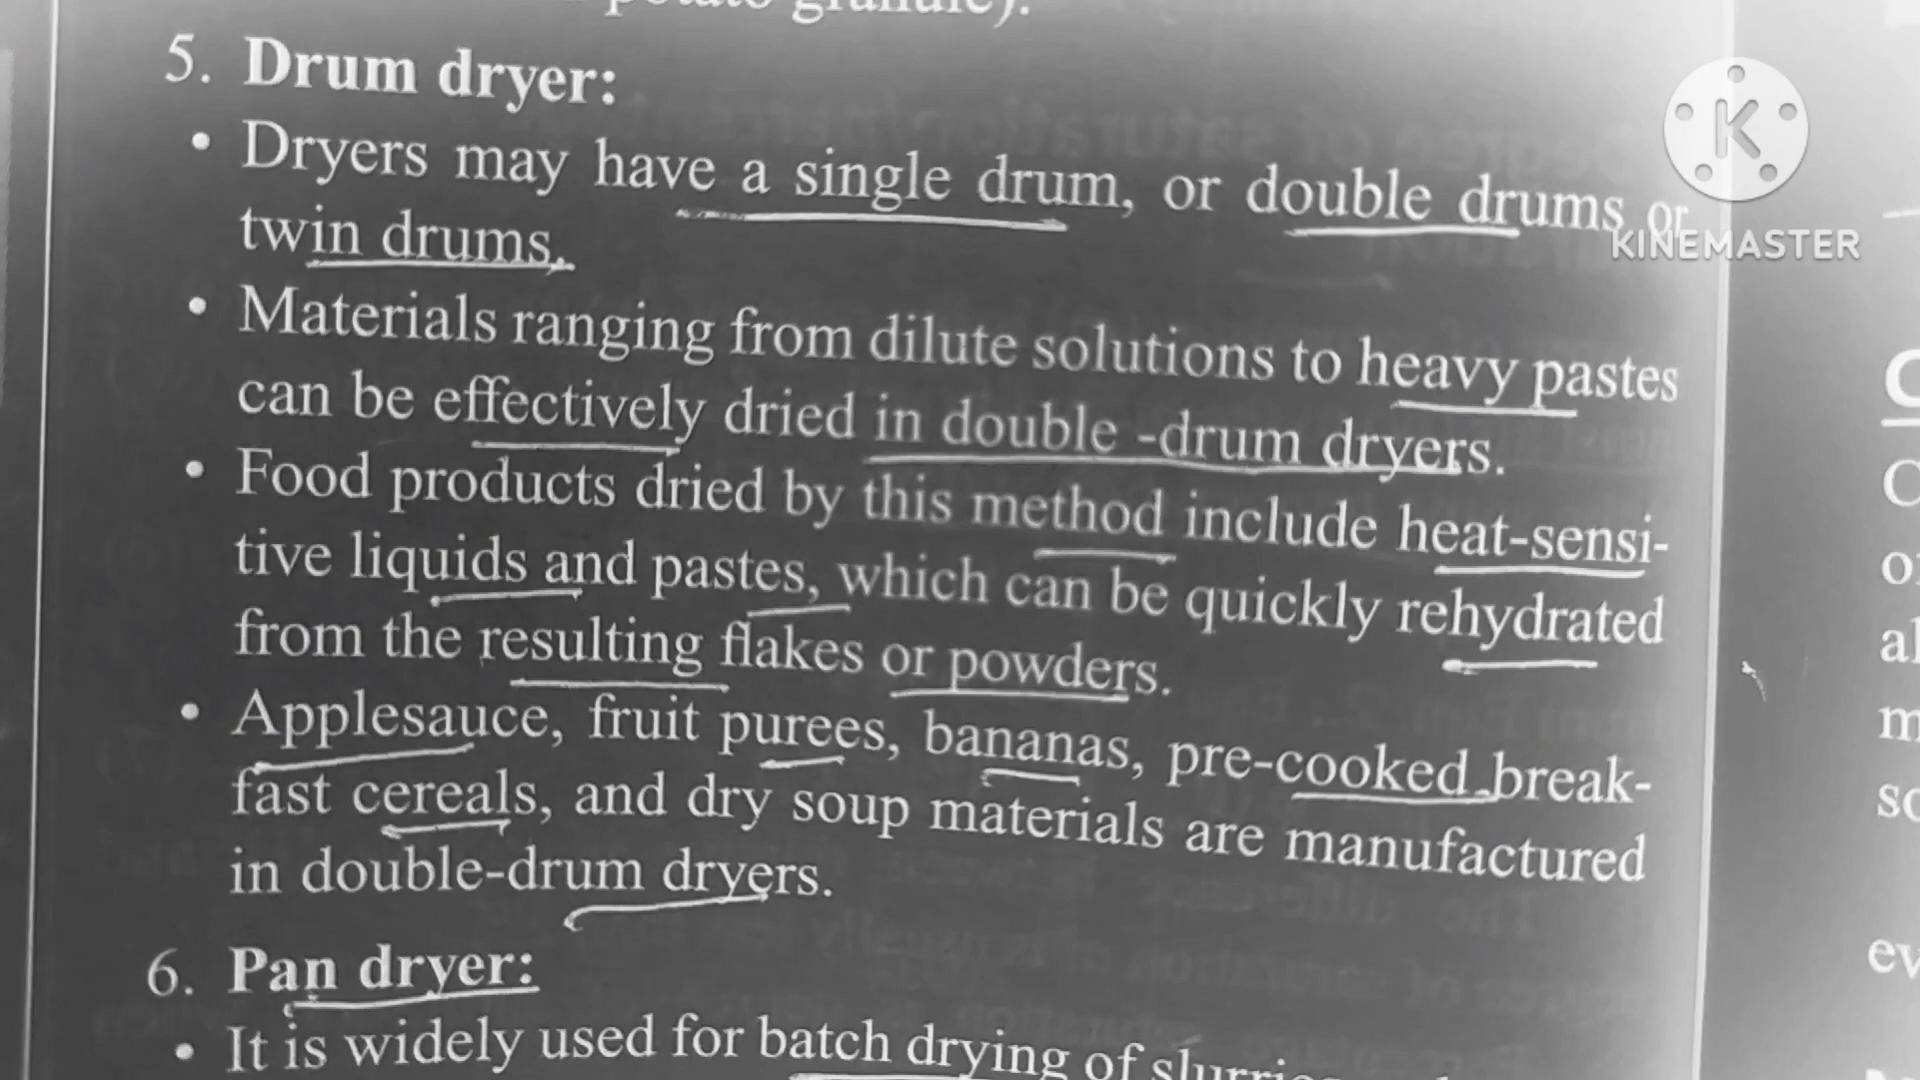 potato granule).
5. Drum dryer:
• Dryers may have a single drum, or double drums or
twin drums.
• Materials ranging from dilute solutions to heavy pastes
can be effectively dried in double -drum dryers.
• Food products dried by this method include heat-sensi-
tive liquids and pastes, which can be quickly rehydrated
from the resulting flakes or powders.
• Applesauce, fruit purees, bananas, pre-cooked break-
fast cereals, and dry soup materials are manufactured
in double-drum dryers.
6. Pan dryer:
• It is widely used for batch drying of
K
KINEMASTER